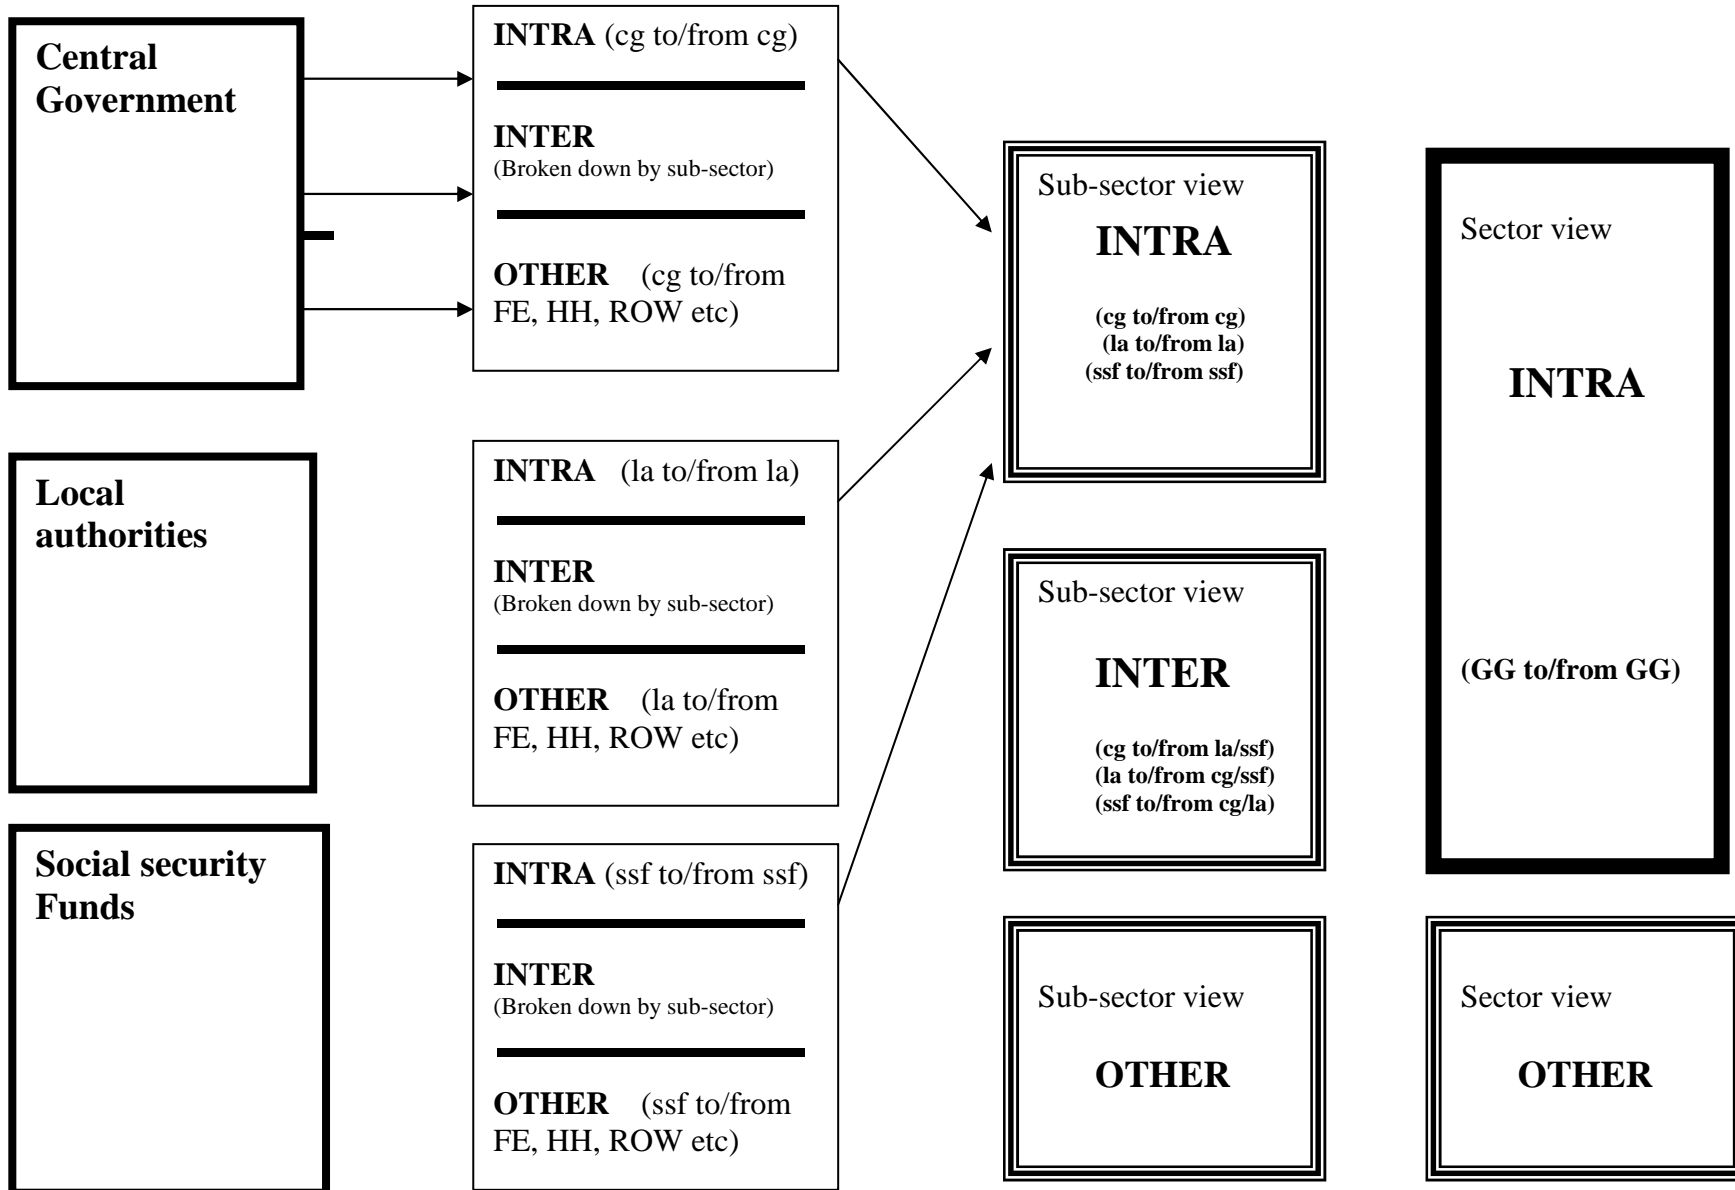 Central
Government
INTRA (cg to/from cg)
INTER
(Broken down by sub-sector)
OTHER (cg to/from
FE, HH, ROW etc)
Local
authorities
INTRA (la to/from la)
INTER
(Broken down by sub-sector)
OTHER (la to/from
FE, HH, ROW etc)
Social security
Funds
INTRA (ssf to/from ssf)
INTER
(Broken down by sub-sector)
OTHER (ssf to/from
FE, HH, ROW etc)
Sub-sector view
INTRA
(cg to/from cg)
(la to/from la)
(ssf to/from ssf)
Sub-sector view
INTER
(cg to/from la/ssf)
(la to/from cg/ssf)
(ssf to/from cg/la)
Sub-sector view
OTHER
Sector view
INTRA
(GG to/from GG)
Sector view
OTHER